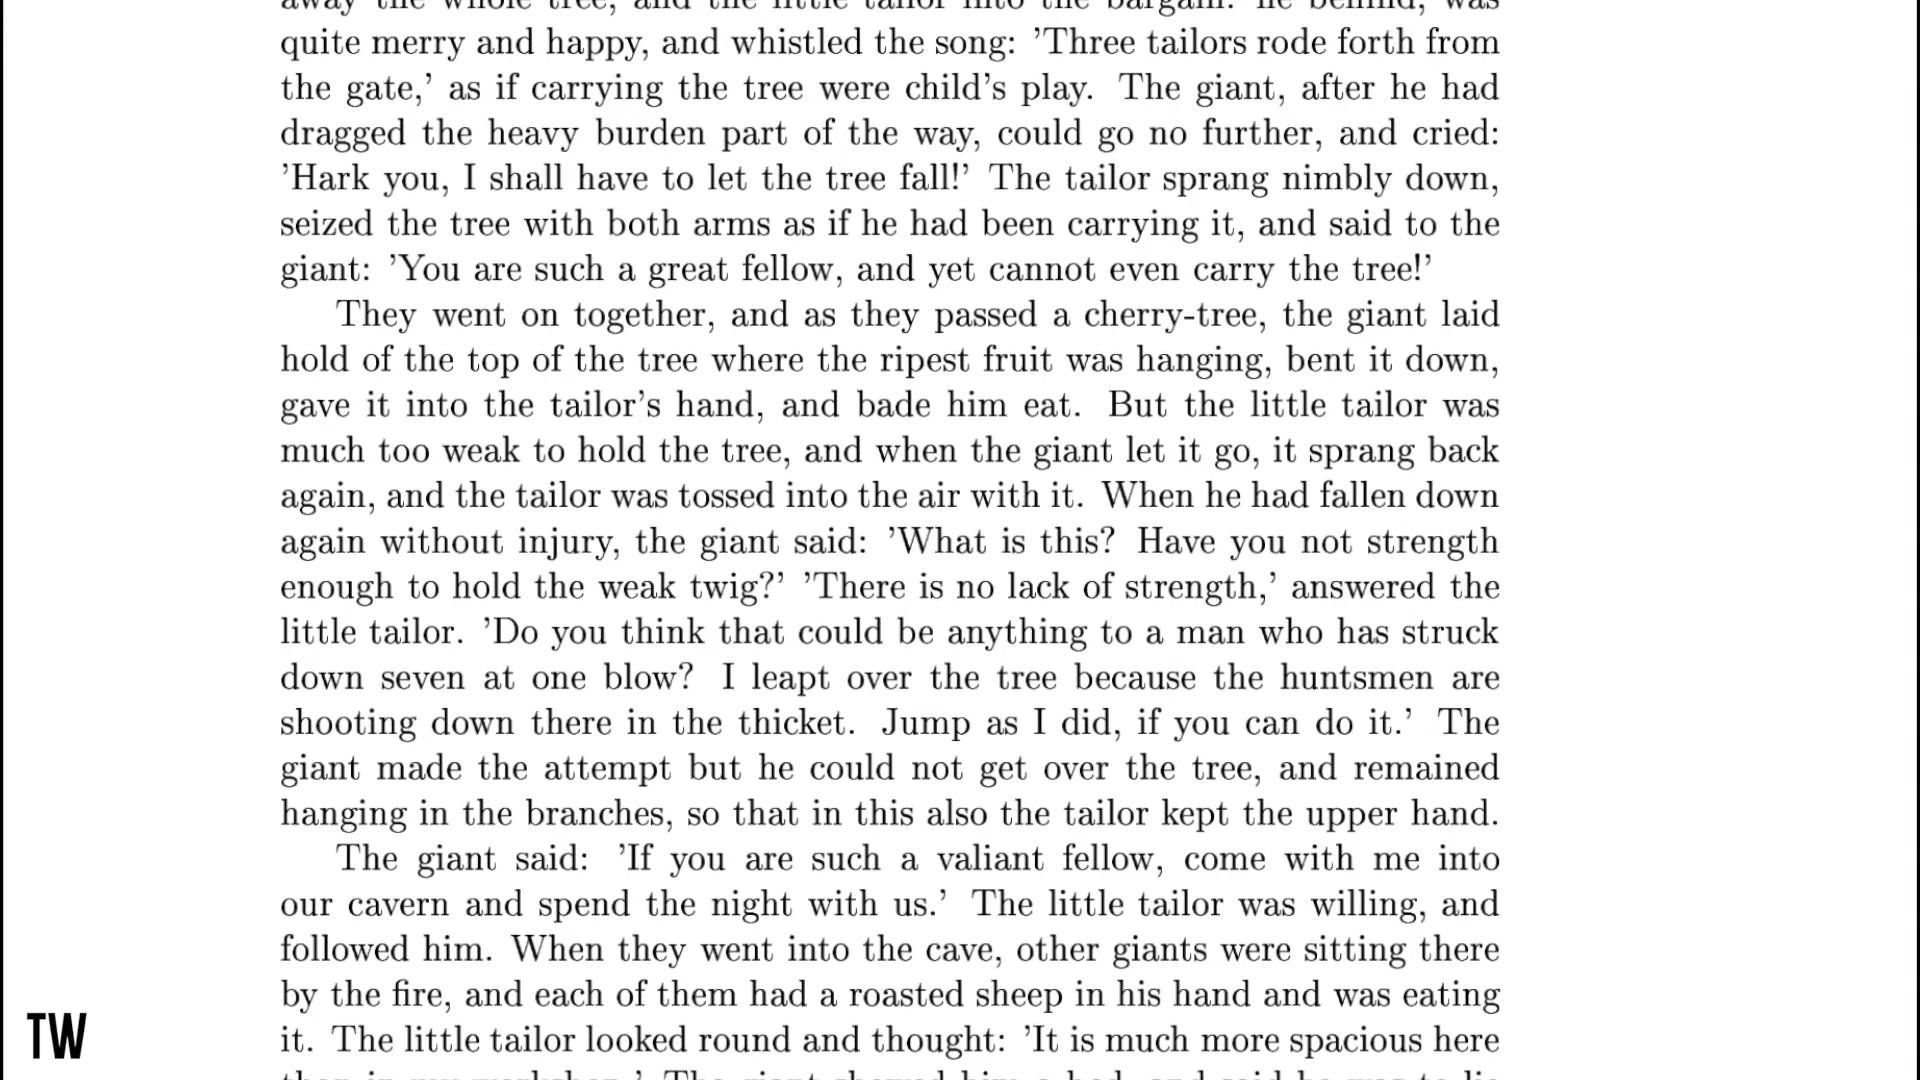 away the whole tree, and the little tailor into the bargain: he behind, was
quite merry and happy, and whistled the song: ’Three tailors rode forth from
the gate,’ as if carrying the tree were child’s play. The giant, after he had
dragged the heavy burden part of the way, could go no further, and cried:
’Hark you, I shall have to let the tree fall!’ The tailor sprang nimbly down,
seized the tree with both arms as if he had been carrying it, and said to the
giant: ’You are such a great fellow, and yet cannot even carry the tree!’
They went on together, and as they passed a cherry-tree, the giant laid
hold of the top of the tree where the ripest fruit was hanging, bent it down,
gave it into the tailor’s hand, and bade him eat. But the little tailor was
much too weak to hold the tree, and when the giant let it go, it sprang back
again, and the tailor was tossed into the air with it. When he had fallen down
again without injury, the giant said: ’What is this? Have you not strength
enough to hold the weak twig?’ ’There is no lack of strength,’ answered the
little tailor. ’Do you think that could be anything to a man who has struck
down seven at one blow? I leapt over the tree because the huntsmen are
shooting down there in the thicket. Jump as I did, if you can do it.’ The
giant made the attempt but he could not get over the tree, and remained
hanging in the branches, so that in this also the tailor kept the upper hand.
The giant said: ’If you are such a valiant fellow, come with me into
our cavern and spend the night with us.’ The little tailor was willing, and
followed him. When they went into the cave, other giants were sitting there
by the fire, and each of them had a roasted sheep in his hand and was eating
it. The little tailor looked round and thought: ’It is much more spacious here
than in my workshop.’ The giant showed him a bed, and said he was to lie
TW